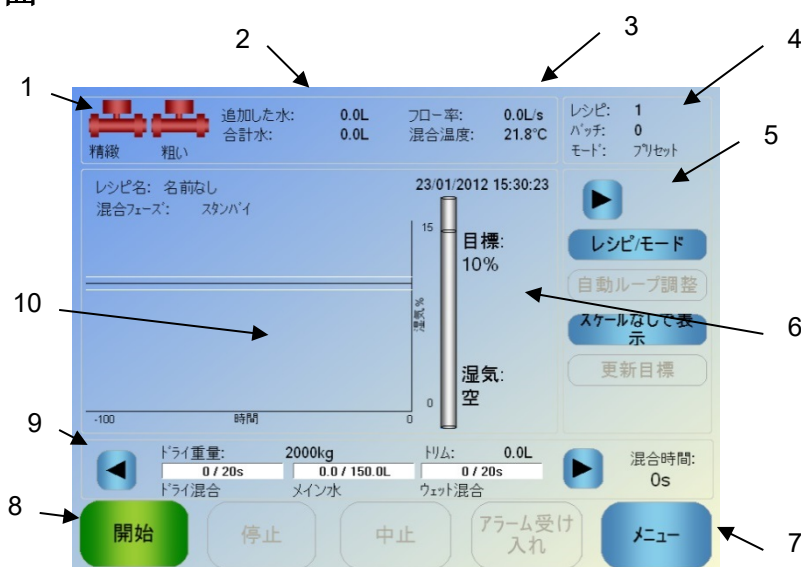 面
1
2
3
4
5
6
7
8
9
10
精緻
粗い
追加した水: 0.0L
合計水: 0.0L
フロー率: 0.0L/s
混合温度: 21.8°C
レシピ: 1
バッチ: 0
モード: プリセット
レシピ名: 名前なし
混合フェーズ: スタンバイ
23/01/2012 15:30:23
15
目標:
10%
湿気%
湿気:
空
0
-100 時間 0
レシピ/モード
自動ループ調整
スケールなしで表
示
更新目標
ドライ重量: 2000kg
トリム: 0.0L
0 / 20s
0.0 / 150.0L
0 / 20s
ドライ混合
メイン水
ウェット混合
混合時間:
0s
開始
停止
中止
アラーム受け
入れ
メニュー